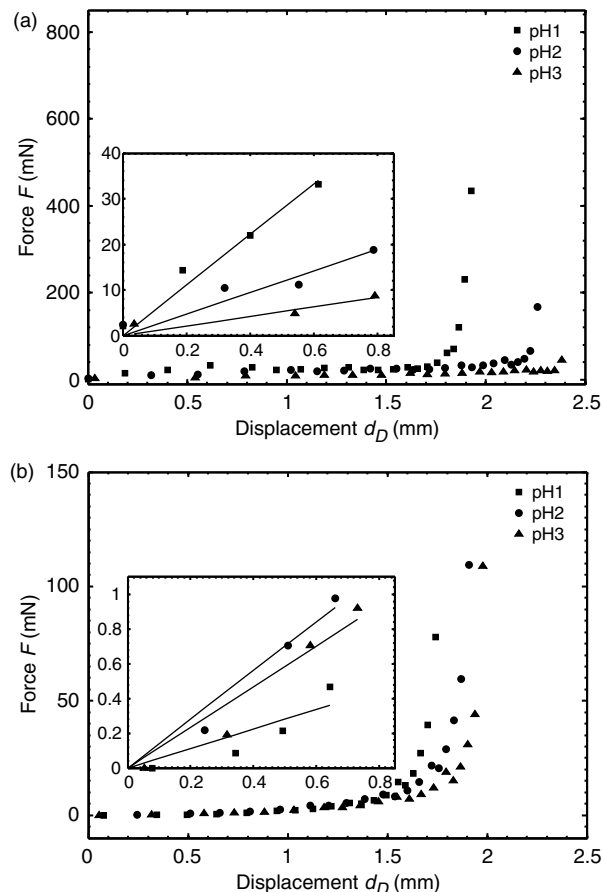 (a)
800
600
400
200
0
Force F (mN)
pH1
pH2
pH3
40
30
20
10
0
0 0.2 0.4 0.6 0.8
0 0.5 1 1.5 2 2.5
Displacement d_D (mm)
(b)
150
100
50
0
Force F (mN)
pH1
pH2
pH3
1
0.8
0.6
0.4
0.2
0
0 0.2 0.4 0.6 0.8
0 0.5 1 1.5 2 2.5
Displacement d_D (mm)